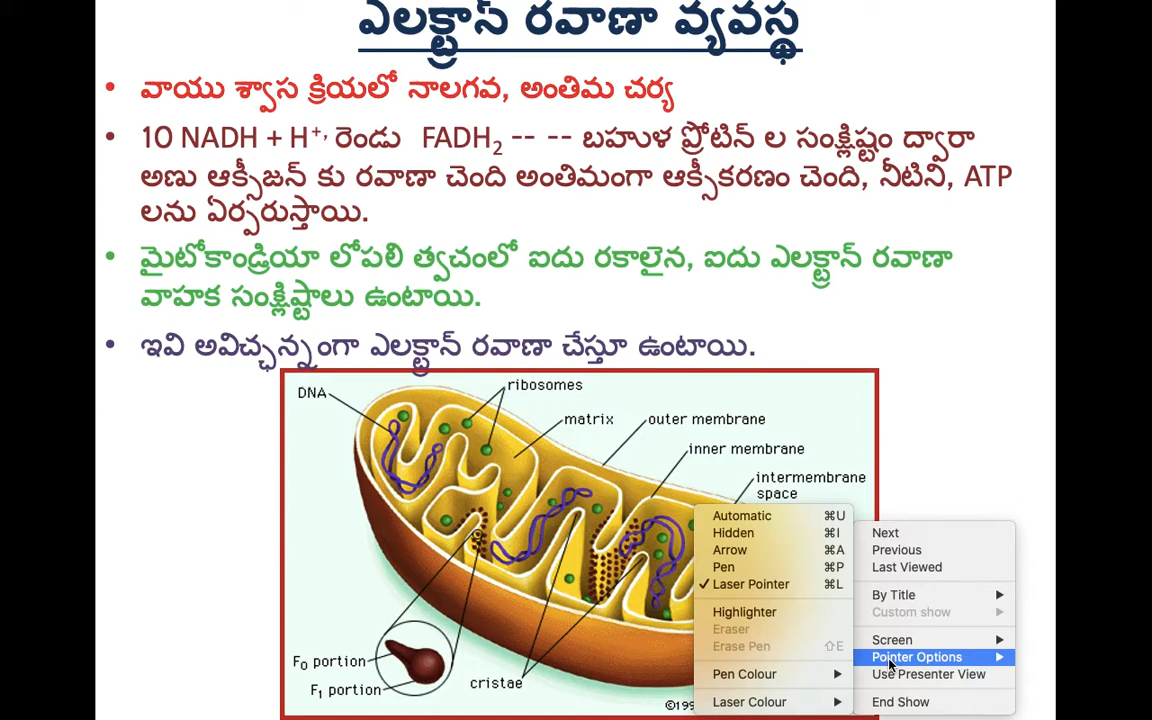 ఎలక్ట్రాన్ రవాణా వ్యవస్థ
• వాయు శ్వాస క్రియలో నాలగవ, అంతిమ చర్య
• 10 NADH + H⁺, రెండు FADH₂ -- -- బహుళ ప్రోటిన్ ల సంక్లిష్టం ద్వారా
అణు ఆక్సీజన్ కు రవాణా చెంది అంతిమంగా ఆక్సీకరణం చెంది, నీటిని, ATP
లను ఏర్పరుస్తాయి.
• మైటోకాండ్రియా లోపలి త్వచంలో ఐదు రకాలైన, ఐదు ఎలక్ట్రాన్ రవాణా
వాహక సంక్లిష్టాలు ఉంటాయి.
• ఇవి అవిచ్ఛన్నంగా ఎలక్ట్రాన్ రవాణా చేస్తూ ఉంటాయి.
DNA
ribosomes
matrix
outer membrane
inner membrane
intermembrane
space
F₀ portion
F₁ portion
cristae
©199
Automatic ⌘U
Hidden ⌘I
Arrow ⌘A
Pen ⌘P
✓ Laser Pointer ⌘L
Highlighter
Eraser
Erase Pen ⇧E
Pen Colour ▶
Laser Colour ▶
Next
Previous
Last Viewed
By Title ▶
Custom show ▶
Screen ▶
Pointer Options ▶
Use Presenter View
End Show